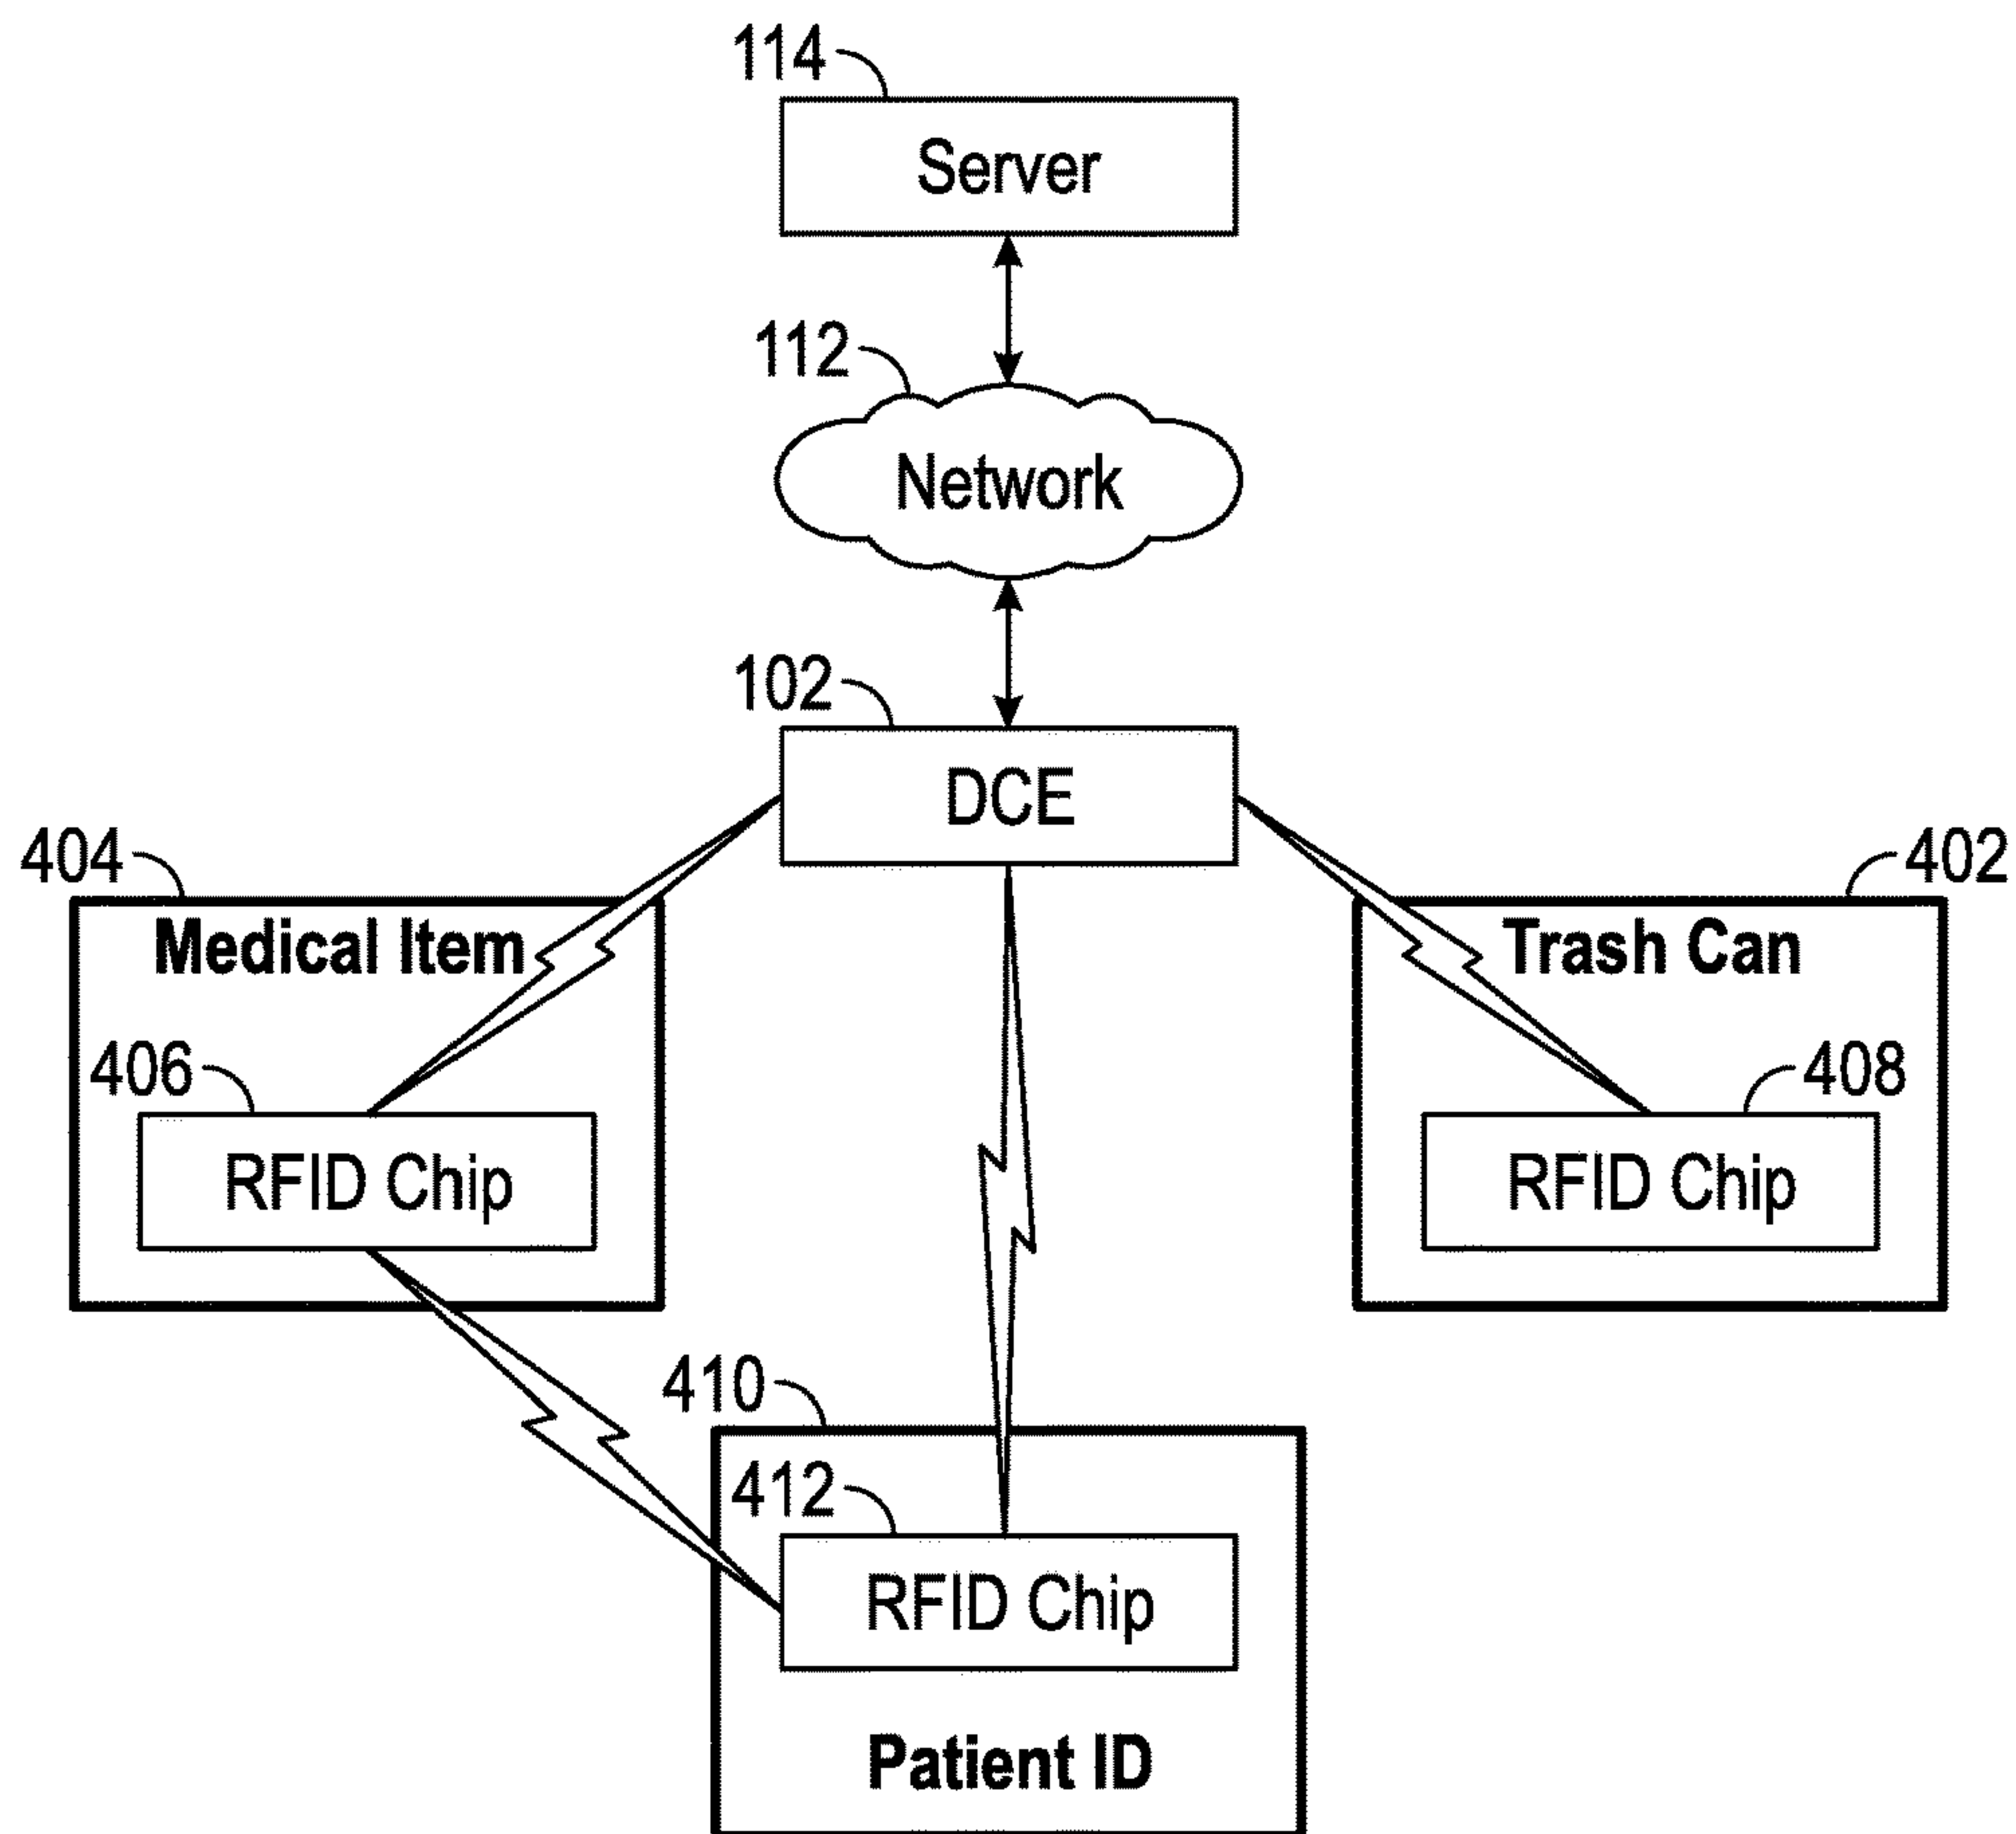 114
Server
112
Network
102
DCE
404
402
Medical Item
Trash Can
406
408
RFID Chip
RFID Chip
410
412
RFID Chip
Patient ID